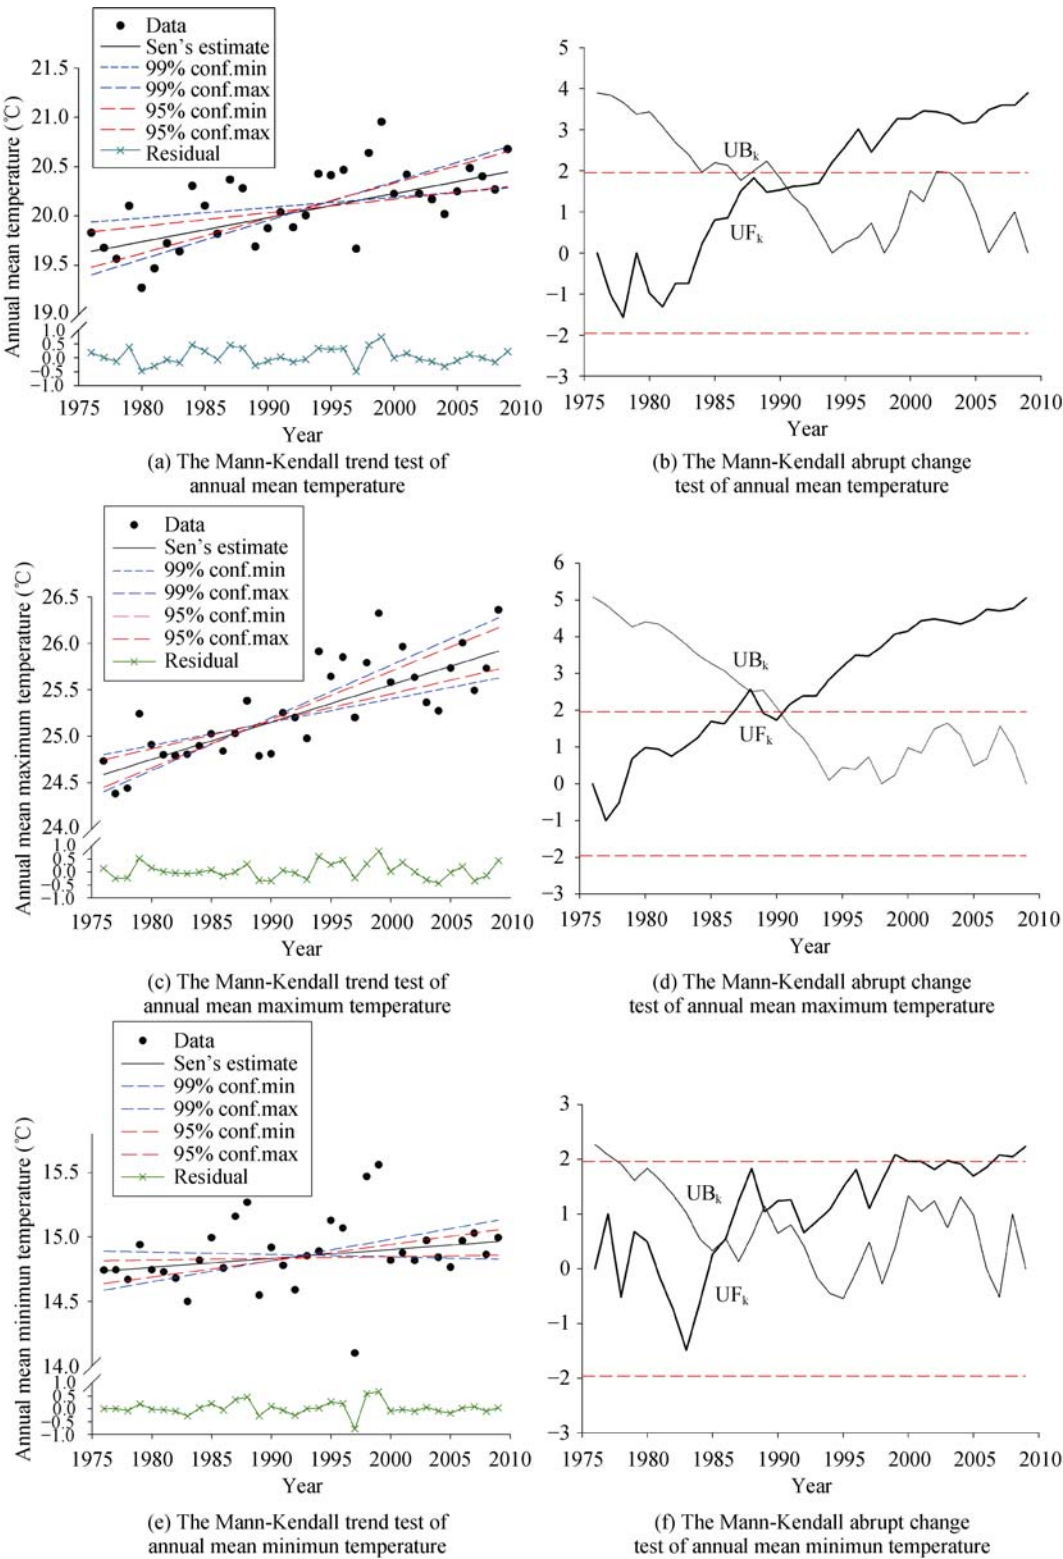 Data
Sen's estimate
99% conf.min
99% conf.max
95% conf.min
95% conf.max
Residual
Annual mean temperature (℃)
21.5
21.0
20.5
20.0
19.5
19.0
1.0
0.5
0.0
−0.5
−1.0
1975 1980 1985 1990 1995 2000 2005 2010
Year
(a) The Mann-Kendall trend test of
annual mean temperature
5
4
3
2
1
0
−1
−2
−3
UBk
UFk
1975 1980 1985 1990 1995 2000 2005 2010
Year
(b) The Mann-Kendall abrupt change
test of annual mean temperature
Data
Sen's estimate
99% conf.min
99% conf.max
95% conf.min
95% conf.max
Residual
Annual mean maximum temperature (℃)
26.5
26.0
25.5
25.0
24.5
24.0
1.0
0.5
0.0
−0.5
−1.0
1975 1980 1985 1990 1995 2000 2005 2010
Year
(c) The Mann-Kendall trend test of
annual mean maximum temperature
6
5
4
3
2
1
0
−1
−2
−3
UBk
UFk
1975 1980 1985 1990 1995 2000 2005 2010
Year
(d) The Mann-Kendall abrupt change
test of annual mean maximum temperature
Data
Sen's estimate
99% conf.min
99% conf.max
95% conf.min
95% conf.max
Residual
Annual mean minimun temperature (℃)
15.5
15.0
14.5
14.0
1.0
0.5
0.0
−0.5
−1.0
1975 1980 1985 1990 1995 2000 2005 2010
Year
(e) The Mann-Kendall trend test of
annual mean minimun temperature
3
2
1
0
−1
−2
−3
UBk
UFk
1975 1980 1985 1990 1995 2000 2005 2010
Year
(f) The Mann-Kendall abrupt change
test of annual mean minimun temperature